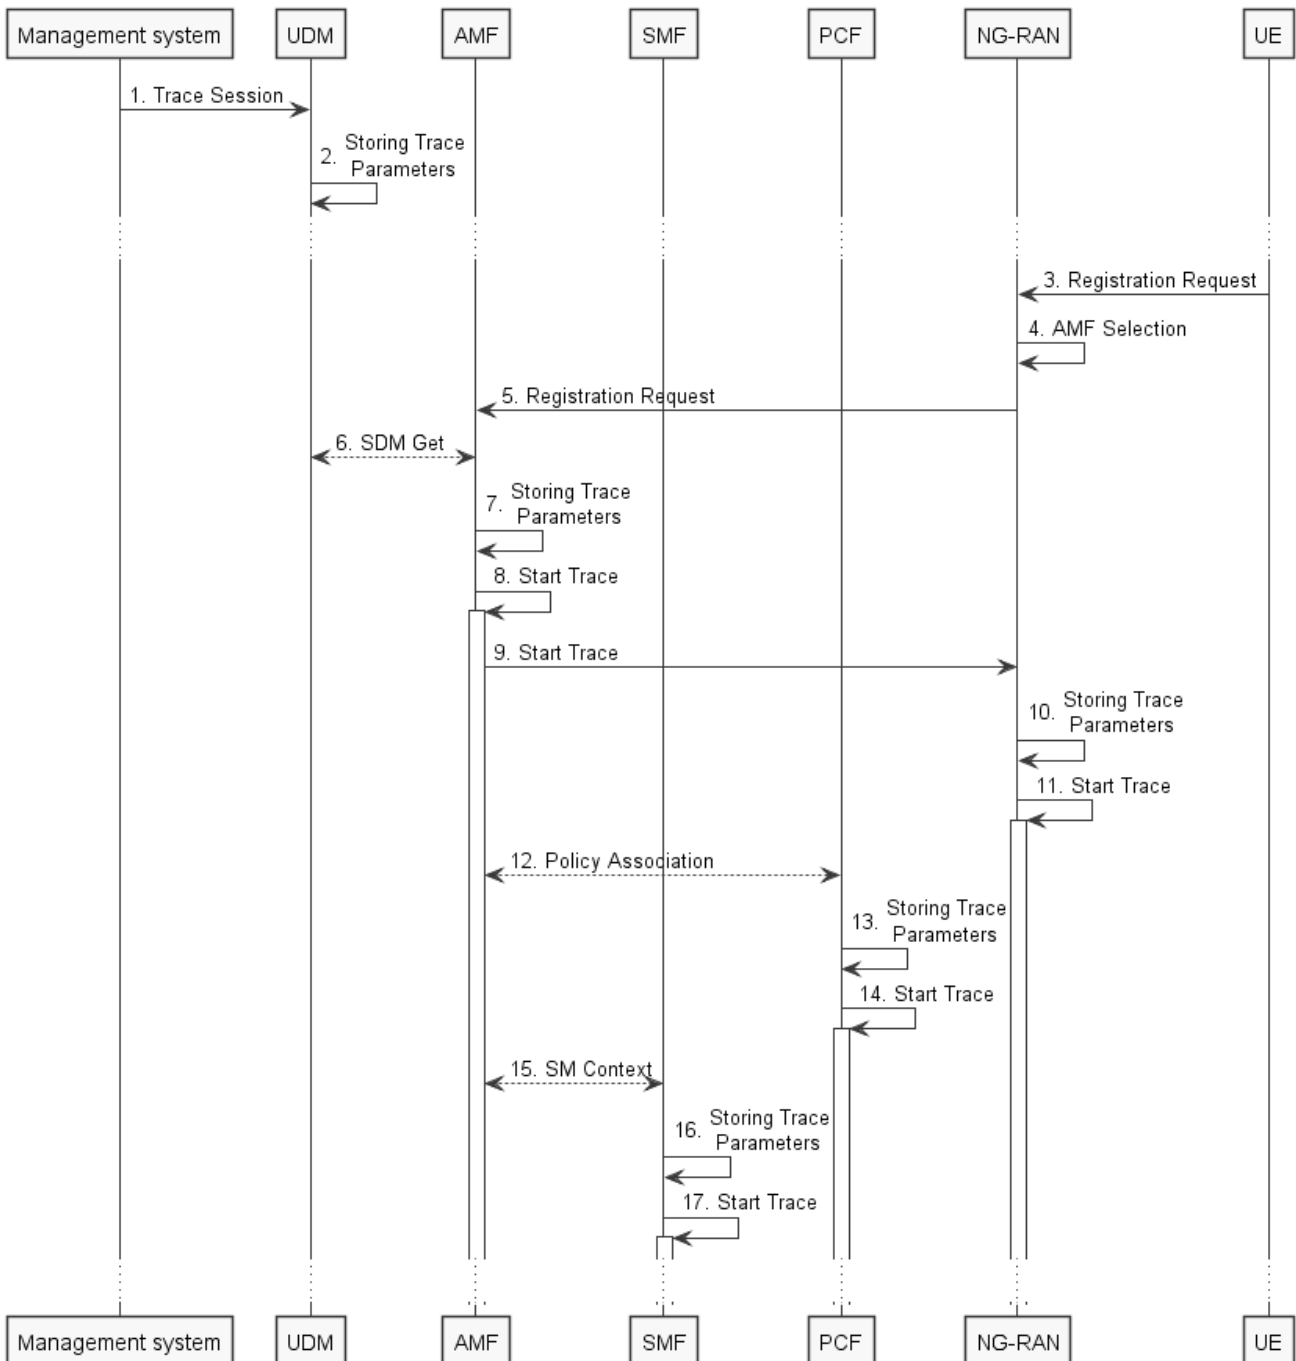 Management system
UDM
AMF
SMF
PCF
NG-RAN
UE
1. Trace Session
2. Storing Trace
Parameters
3. Registration Request
4. AMF Selection
5. Registration Request
6. SDM Get
7. Storing Trace
Parameters
8. Start Trace
9. Start Trace
10. Storing Trace
Parameters
11. Start Trace
12. Policy Association
13. Storing Trace
Parameters
14. Start Trace
15. SM Context
16. Storing Trace
Parameters
17. Start Trace
Management system
UDM
AMF
SMF
PCF
NG-RAN
UE